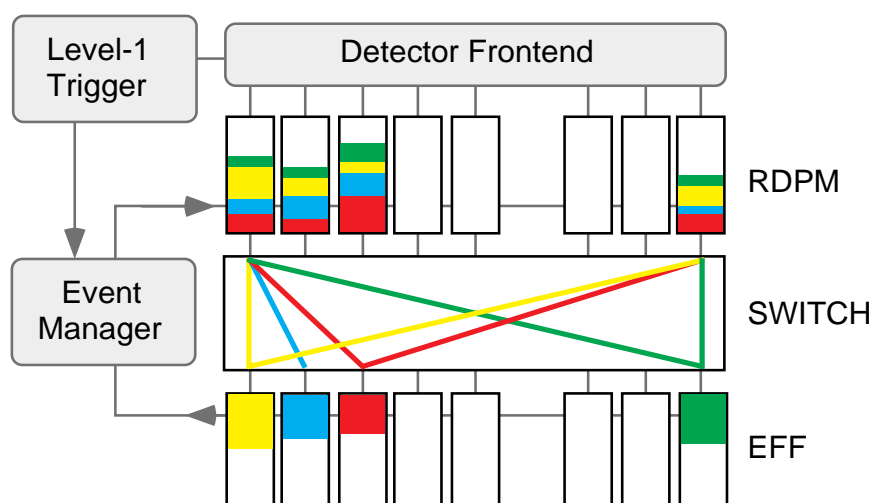 Level-1
Trigger
Detector Frontend
RDPM
Event
Manager
SWITCH
EFF